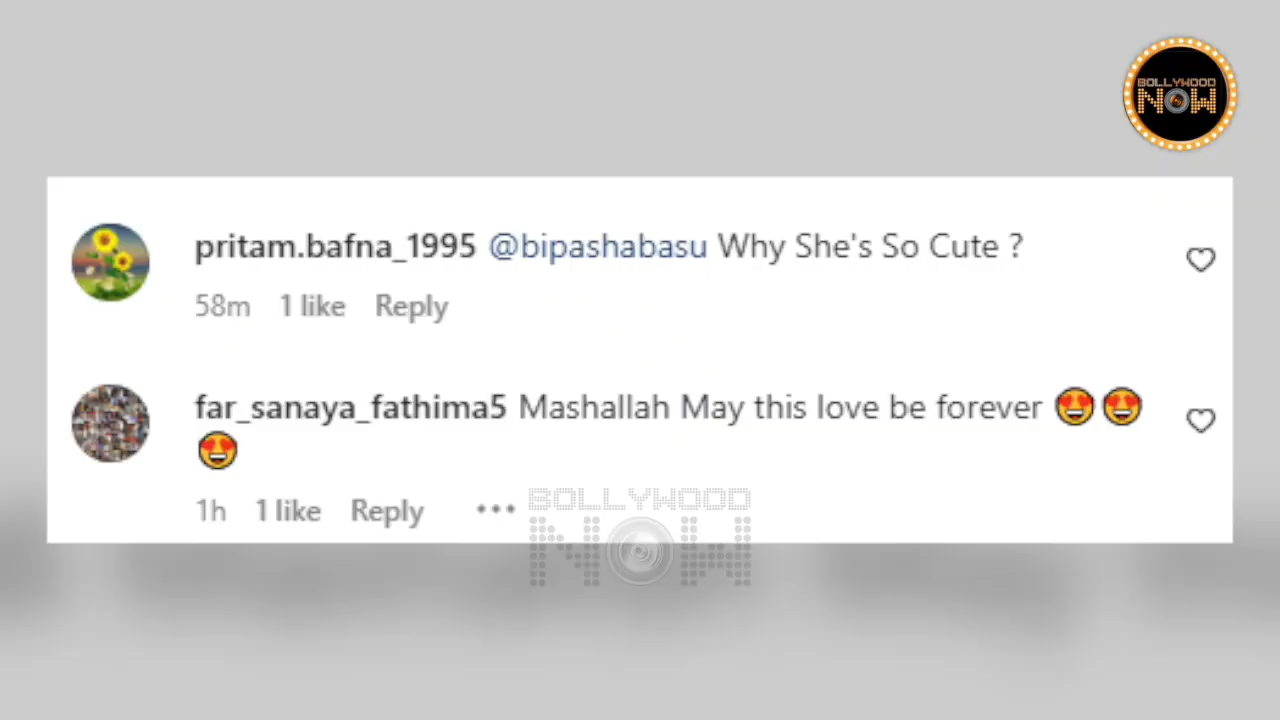 BOLLYWOOD
NOW
pritam.bafna_1995 @bipashabasu Why She's So Cute ?
58m 1 like Reply
far_sanaya_fathima5 Mashallah May this love be forever 😍😍
😍
1h 1 like Reply ...
BOLLYWOOD
NOW